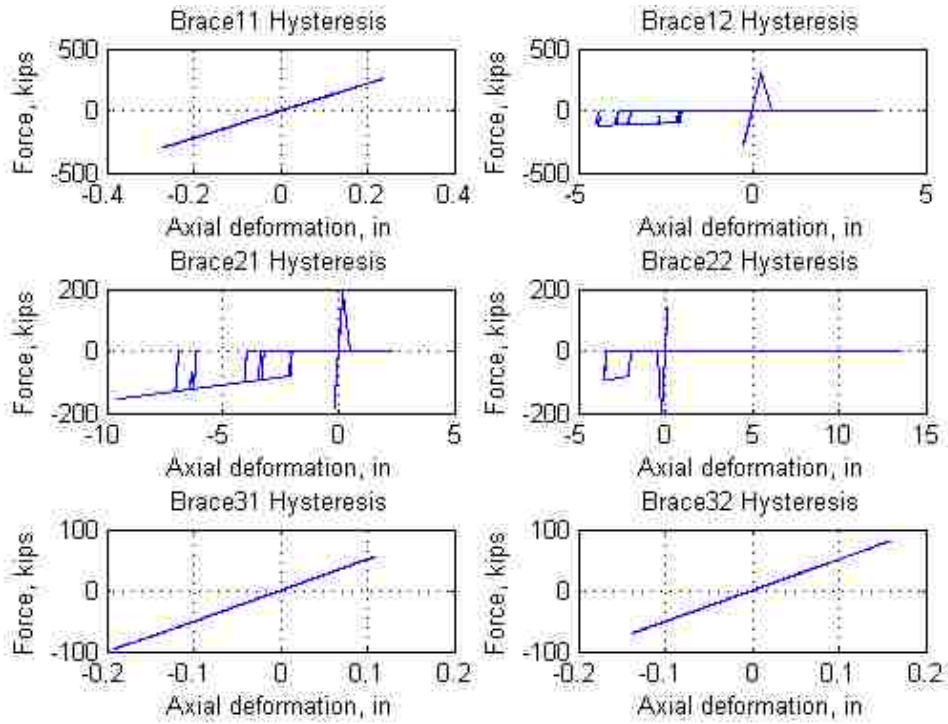 Brace11 Hysteresis
Force, kips
500
0
-500
-0.4
-0.2
0
0.2
0.4
Axial deformation, in
Brace12 Hysteresis
Force, kips
500
0
-500
-5
0
5
Axial deformation, in
Brace21 Hysteresis
Force, kips
200
0
-200
-10
-5
0
5
Axial deformation, in
Brace22 Hysteresis
Force, kips
200
0
-200
-5
0
5
10
15
Axial deformation, in
Brace31 Hysteresis
Force, kips
100
0
-100
-0.2
-0.1
0
0.1
0.2
Axial deformation, in
Brace32 Hysteresis
Force, kips
100
0
-100
-0.2
-0.1
0
0.1
0.2
Axial deformation, in